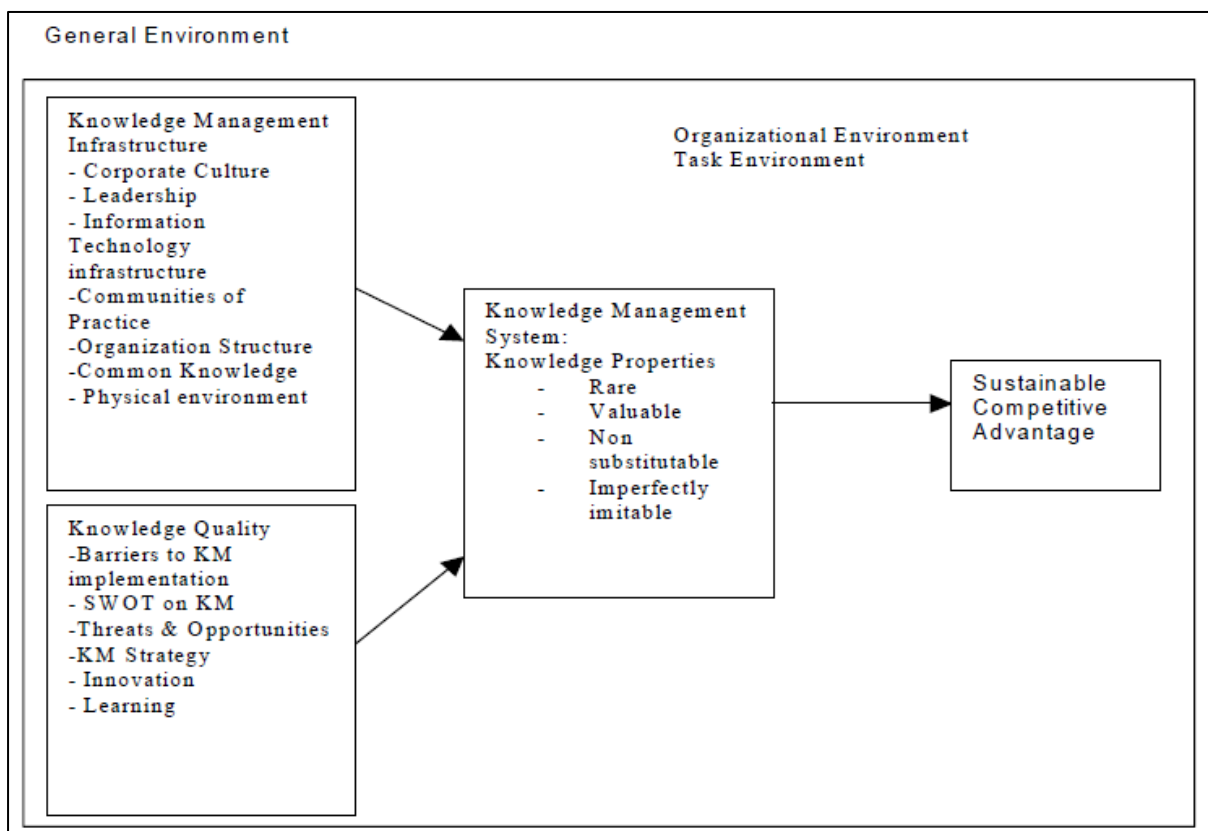 General Environment
Knowledge Management
Infrastructure
- Corporate Culture
- Leadership
- Information
Technology
infrastructure
-Communities of
Practice
-Organization Structure
-Common Knowledge
- Physical environment
Organizational Environment
Task Environment
Knowledge Management
System:
Knowledge Properties
- Rare
- Valuable
- Non
substitutable
- Imperfectly
imitable
Sustainable
Competitive
Advantage
Knowledge Quality
-Barriers to KM
implementation
- SWOT on KM
-Threats & Opportunities
-KM Strategy
- Innovation
- Learning